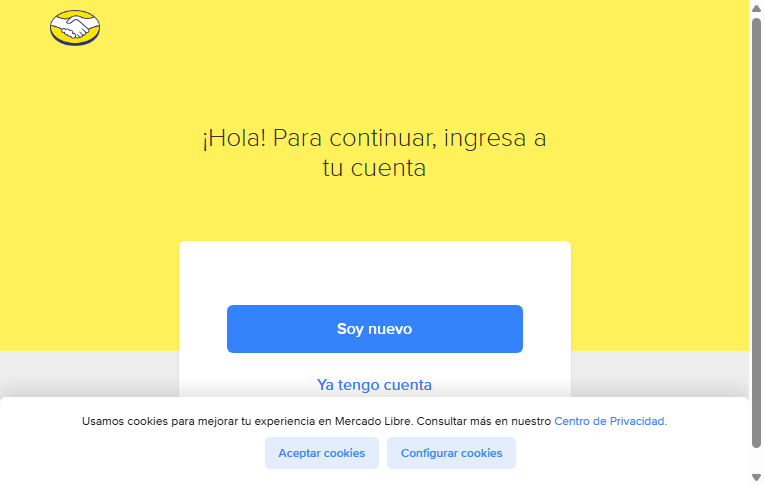 ¡Hola! Para continuar, ingresa a
tu cuenta
Soy nuevo
Ya tengo cuenta
Usamos cookies para mejorar tu experiencia en Mercado Libre. Consultar más en nuestro Centro de Privacidad.
Aceptar cookies
Configurar cookies